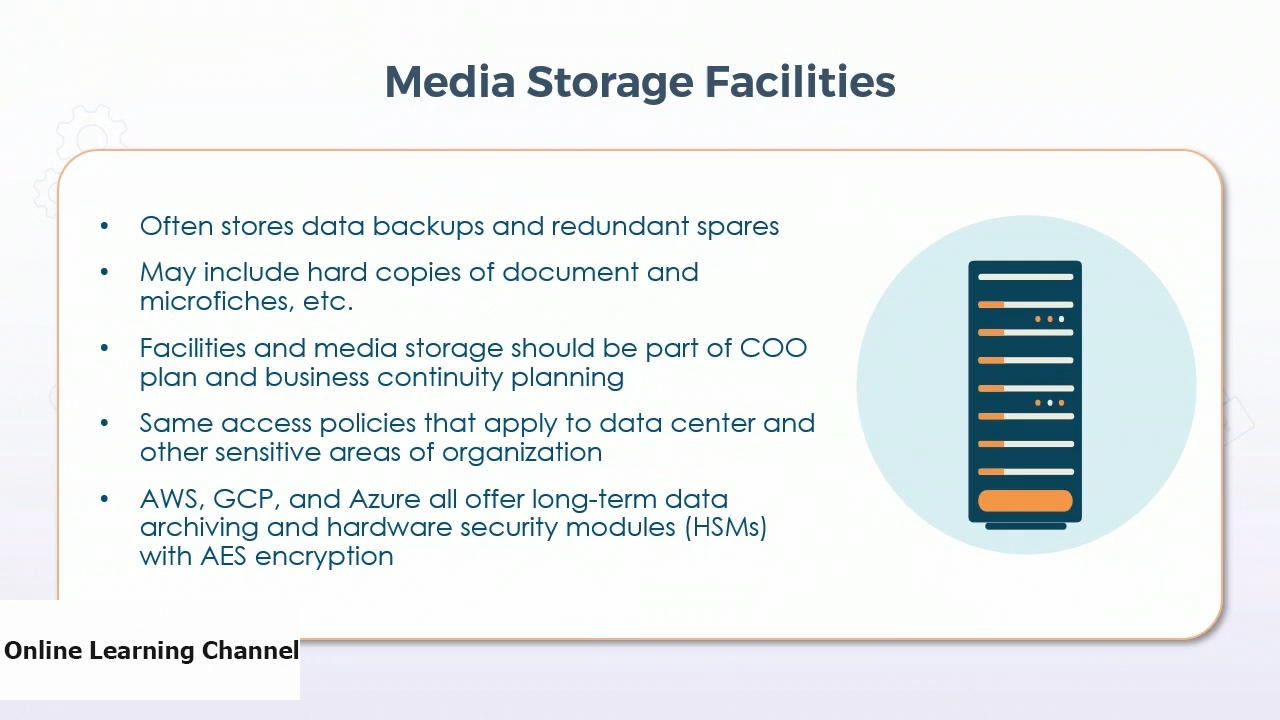 Media Storage Facilities
• Often stores data backups and redundant spares
• May include hard copies of document and
microfiches, etc.
• Facilities and media storage should be part of COO
plan and business continuity planning
• Same access policies that apply to data center and
other sensitive areas of organization
• AWS, GCP, and Azure all offer long-term data
archiving and hardware security modules (HSMs)
with AES encryption
Online Learning Channel